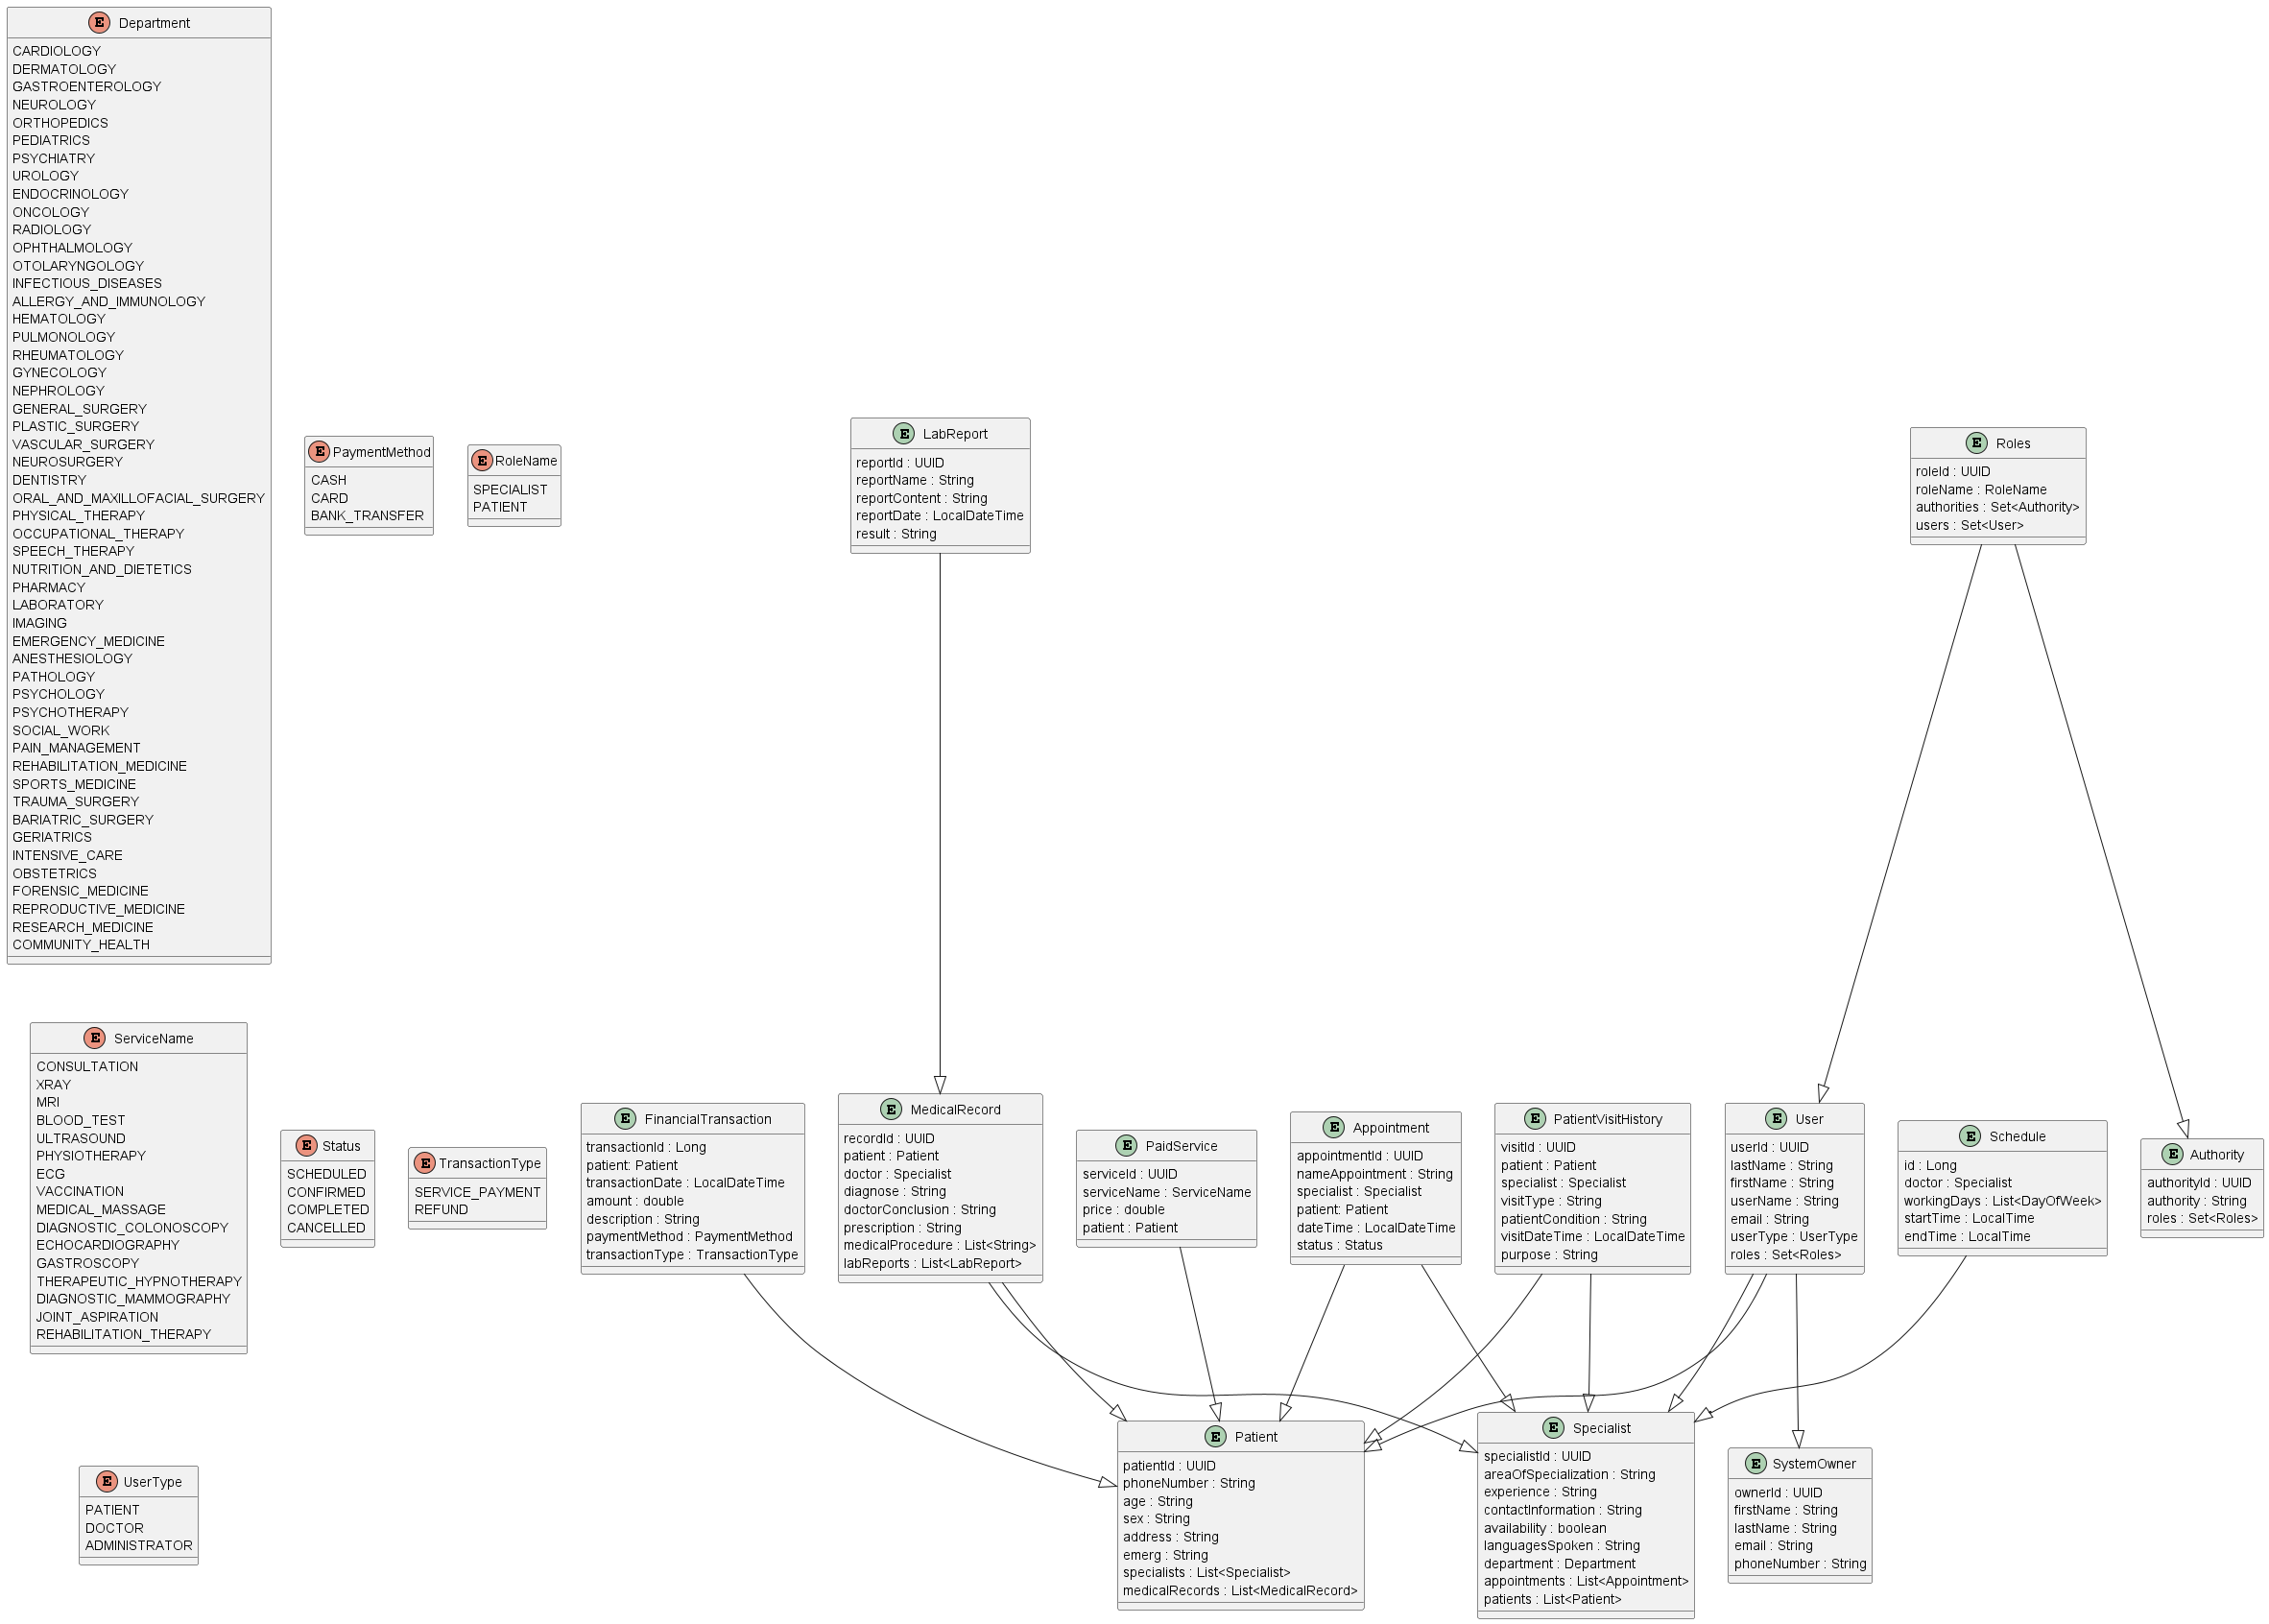 E Department
CARDIOLOGY
DERMATOLOGY
GASTROENTEROLOGY
NEUROLOGY
ORTHOPEDICS
PEDIATRICS
PSYCHIATRY
UROLOGY
ENDOCRINOLOGY
ONCOLOGY
RADIOLOGY
OPHTHALMOLOGY
OTOLARYNGOLOGY
INFECTIOUS_DISEASES
ALLERGY_AND_IMMUNOLOGY
HEMATOLOGY
PULMONOLOGY
RHEUMATOLOGY
GYNECOLOGY
NEPHROLOGY
GENERAL_SURGERY
PLASTIC_SURGERY
VASCULAR_SURGERY
NEUROSURGERY
DENTISTRY
ORAL_AND_MAXILLOFACIAL_SURGERY
PHYSICAL_THERAPY
OCCUPATIONAL_THERAPY
SPEECH_THERAPY
NUTRITION_AND_DIETETICS
PHARMACY
LABORATORY
IMAGING
EMERGENCY_MEDICINE
ANESTHESIOLOGY
PATHOLOGY
PSYCHOLOGY
PSYCHOTHERAPY
SOCIAL_WORK
PAIN_MANAGEMENT
REHABILITATION_MEDICINE
SPORTS_MEDICINE
TRAUMA_SURGERY
BARIATRIC_SURGERY
GERIATRICS
INTENSIVE_CARE
OBSTETRICS
FORENSIC_MEDICINE
REPRODUCTIVE_MEDICINE
RESEARCH_MEDICINE
COMMUNITY_HEALTH
E PaymentMethod
CASH
CARD
BANK_TRANSFER
E RoleName
SPECIALIST
PATIENT
E LabReport
reportId : UUID
reportName : String
reportContent : String
reportDate : LocalDateTime
result : String
E Roles
roleId : UUID
roleName : RoleName
authorities : Set<Authority>
users : Set<User>
E ServiceName
CONSULTATION
XRAY
MRI
BLOOD_TEST
ULTRASOUND
PHYSIOTHERAPY
ECG
VACCINATION
MEDICAL_MASSAGE
DIAGNOSTIC_COLONOSCOPY
ECHOCARDIOGRAPHY
GASTROSCOPY
THERAPEUTIC_HYPNOTHERAPY
DIAGNOSTIC_MAMMOGRAPHY
JOINT_ASPIRATION
REHABILITATION_THERAPY
E Status
SCHEDULED
CONFIRMED
COMPLETED
CANCELLED
E TransactionType
SERVICE_PAYMENT
REFUND
E FinancialTransaction
transactionId : Long
patient: Patient
transactionDate : LocalDateTime
amount : double
description : String
paymentMethod : PaymentMethod
transactionType : TransactionType
E MedicalRecord
recordId : UUID
patient : Patient
doctor : Specialist
diagnose : String
doctorConclusion : String
prescription : String
medicalProcedure : List<String>
labReports : List<LabReport>
E PaidService
serviceId : UUID
serviceName : ServiceName
price : double
patient : Patient
E Appointment
appointmentId : UUID
nameAppointment : String
specialist : Specialist
patient: Patient
dateTime : LocalDateTime
status : Status
E PatientVisitHistory
visitId : UUID
patient : Patient
specialist : Specialist
visitType : String
patientCondition : String
visitDateTime : LocalDateTime
purpose : String
E User
userId : UUID
lastName : String
firstName : String
userName : String
email : String
userType : UserType
roles : Set<Roles>
E Schedule
id : Long
doctor : Specialist
workingDays : List<DayOfWeek>
startTime : LocalTime
endTime : LocalTime
E Authority
authorityId : UUID
authority : String
roles : Set<Roles>
E UserType
PATIENT
DOCTOR
ADMINISTRATOR
E Patient
patientId : UUID
phoneNumber : String
age : String
sex : String
address : String
emerg : String
specialists : List<Specialist>
medicalRecords : List<MedicalRecord>
E Specialist
specialistId : UUID
areaOfSpecialization : String
experience : String
contactInformation : String
availability : boolean
languagesSpoken : String
department : Department
appointments : List<Appointment>
patients : List<Patient>
E SystemOwner
ownerId : UUID
firstName : String
lastName : String
email : String
phoneNumber : String